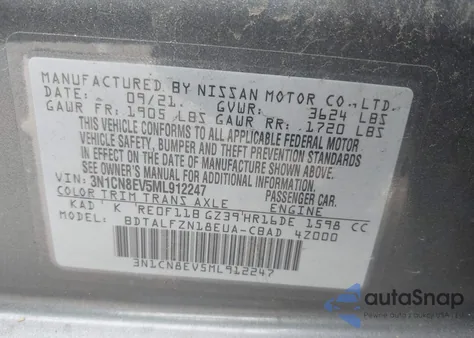 MANUFACTURED BY NISSAN MOTOR CO., LTD.
DATE: 09/21 GVWR: 3624 LBS
GAWR FR: 1905 LBS GAWR RR: 1720 LBS
THIS VEHICLE CONFORMS TO ALL APPLICABLE FEDERAL MOTOR
VEHICLE SAFETY, BUMPER AND THEFT PREVENTION STANDARDS
IN EFFECT ON THE DATE OF MANUFACTURE SHOWN ABOVE.
SEE OWNER'S MANUAL FOR ADDITIONAL INFORMATION.
VIN: 3N1CN8EV5ML912247 PASSENGER CAR.
COLOR TRIM TRANS AXLE ENGINE
KAD K RE0F11B GZ39 HR16DE 1598 CC
MODEL: BDTALFZN18EUA-CBAD 4Z000
3N1CN8EV5ML912247
autoSnap